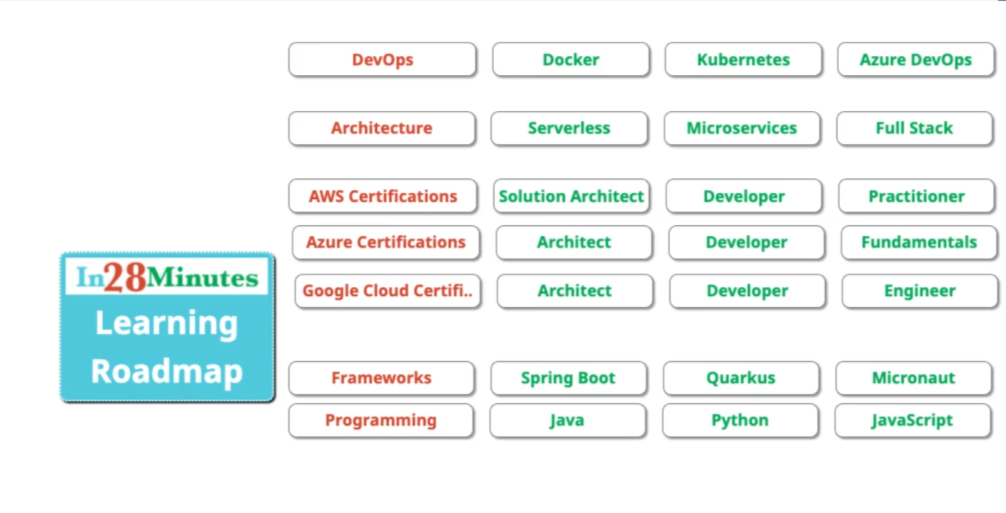 DevOps Docker Kubernetes Azure DevOps
Architecture Serverless Microservices Full Stack
AWS Certifications Solution Architect Developer Practitioner
Azure Certifications Architect Developer Fundamentals
Google Cloud Certifi.. Architect Developer Engineer
In28Minutes
Learning
Roadmap
Frameworks Spring Boot Quarkus Micronaut
Programming Java Python JavaScript